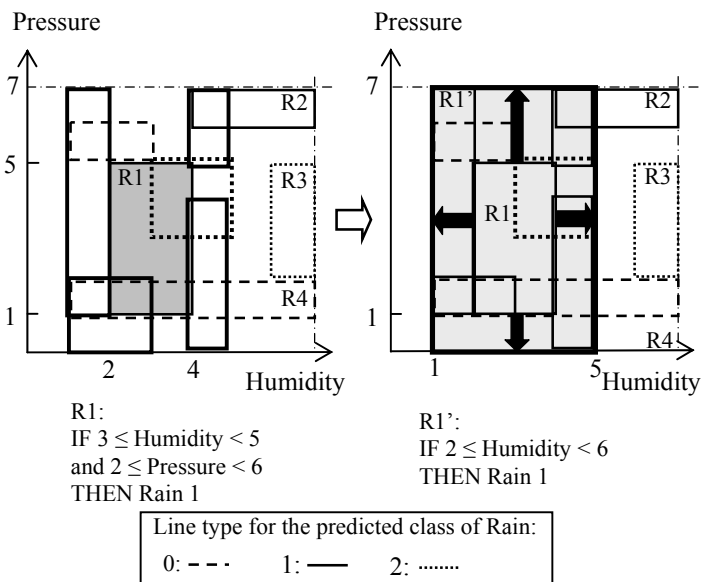 Pressure
7
5
1
R1
R2
R3
R4
2 4
Humidity
R1:
IF 3 ≤ Humidity < 5
and 2 ≤ Pressure < 6
THEN Rain 1
Pressure
7
1
R1’
R1
R2
R3
R4
1 5
Humidity
R1’:
IF 2 ≤ Humidity < 6
THEN Rain 1
Line type for the predicted class of Rain:
0: 1: 2: